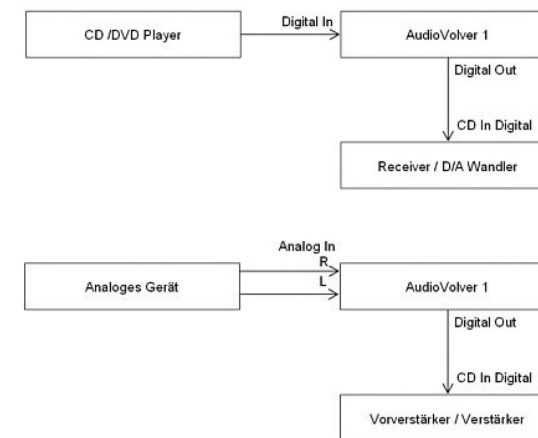 Digital In
CD /DVD Player
AudioVolver 1
Digital Out
CD In Digital
Receiver / D/A Wandler
Analog In
R
L
Analoges Gerät
AudioVolver 1
Digital Out
CD In Digital
Vorverstärker / Verstärker